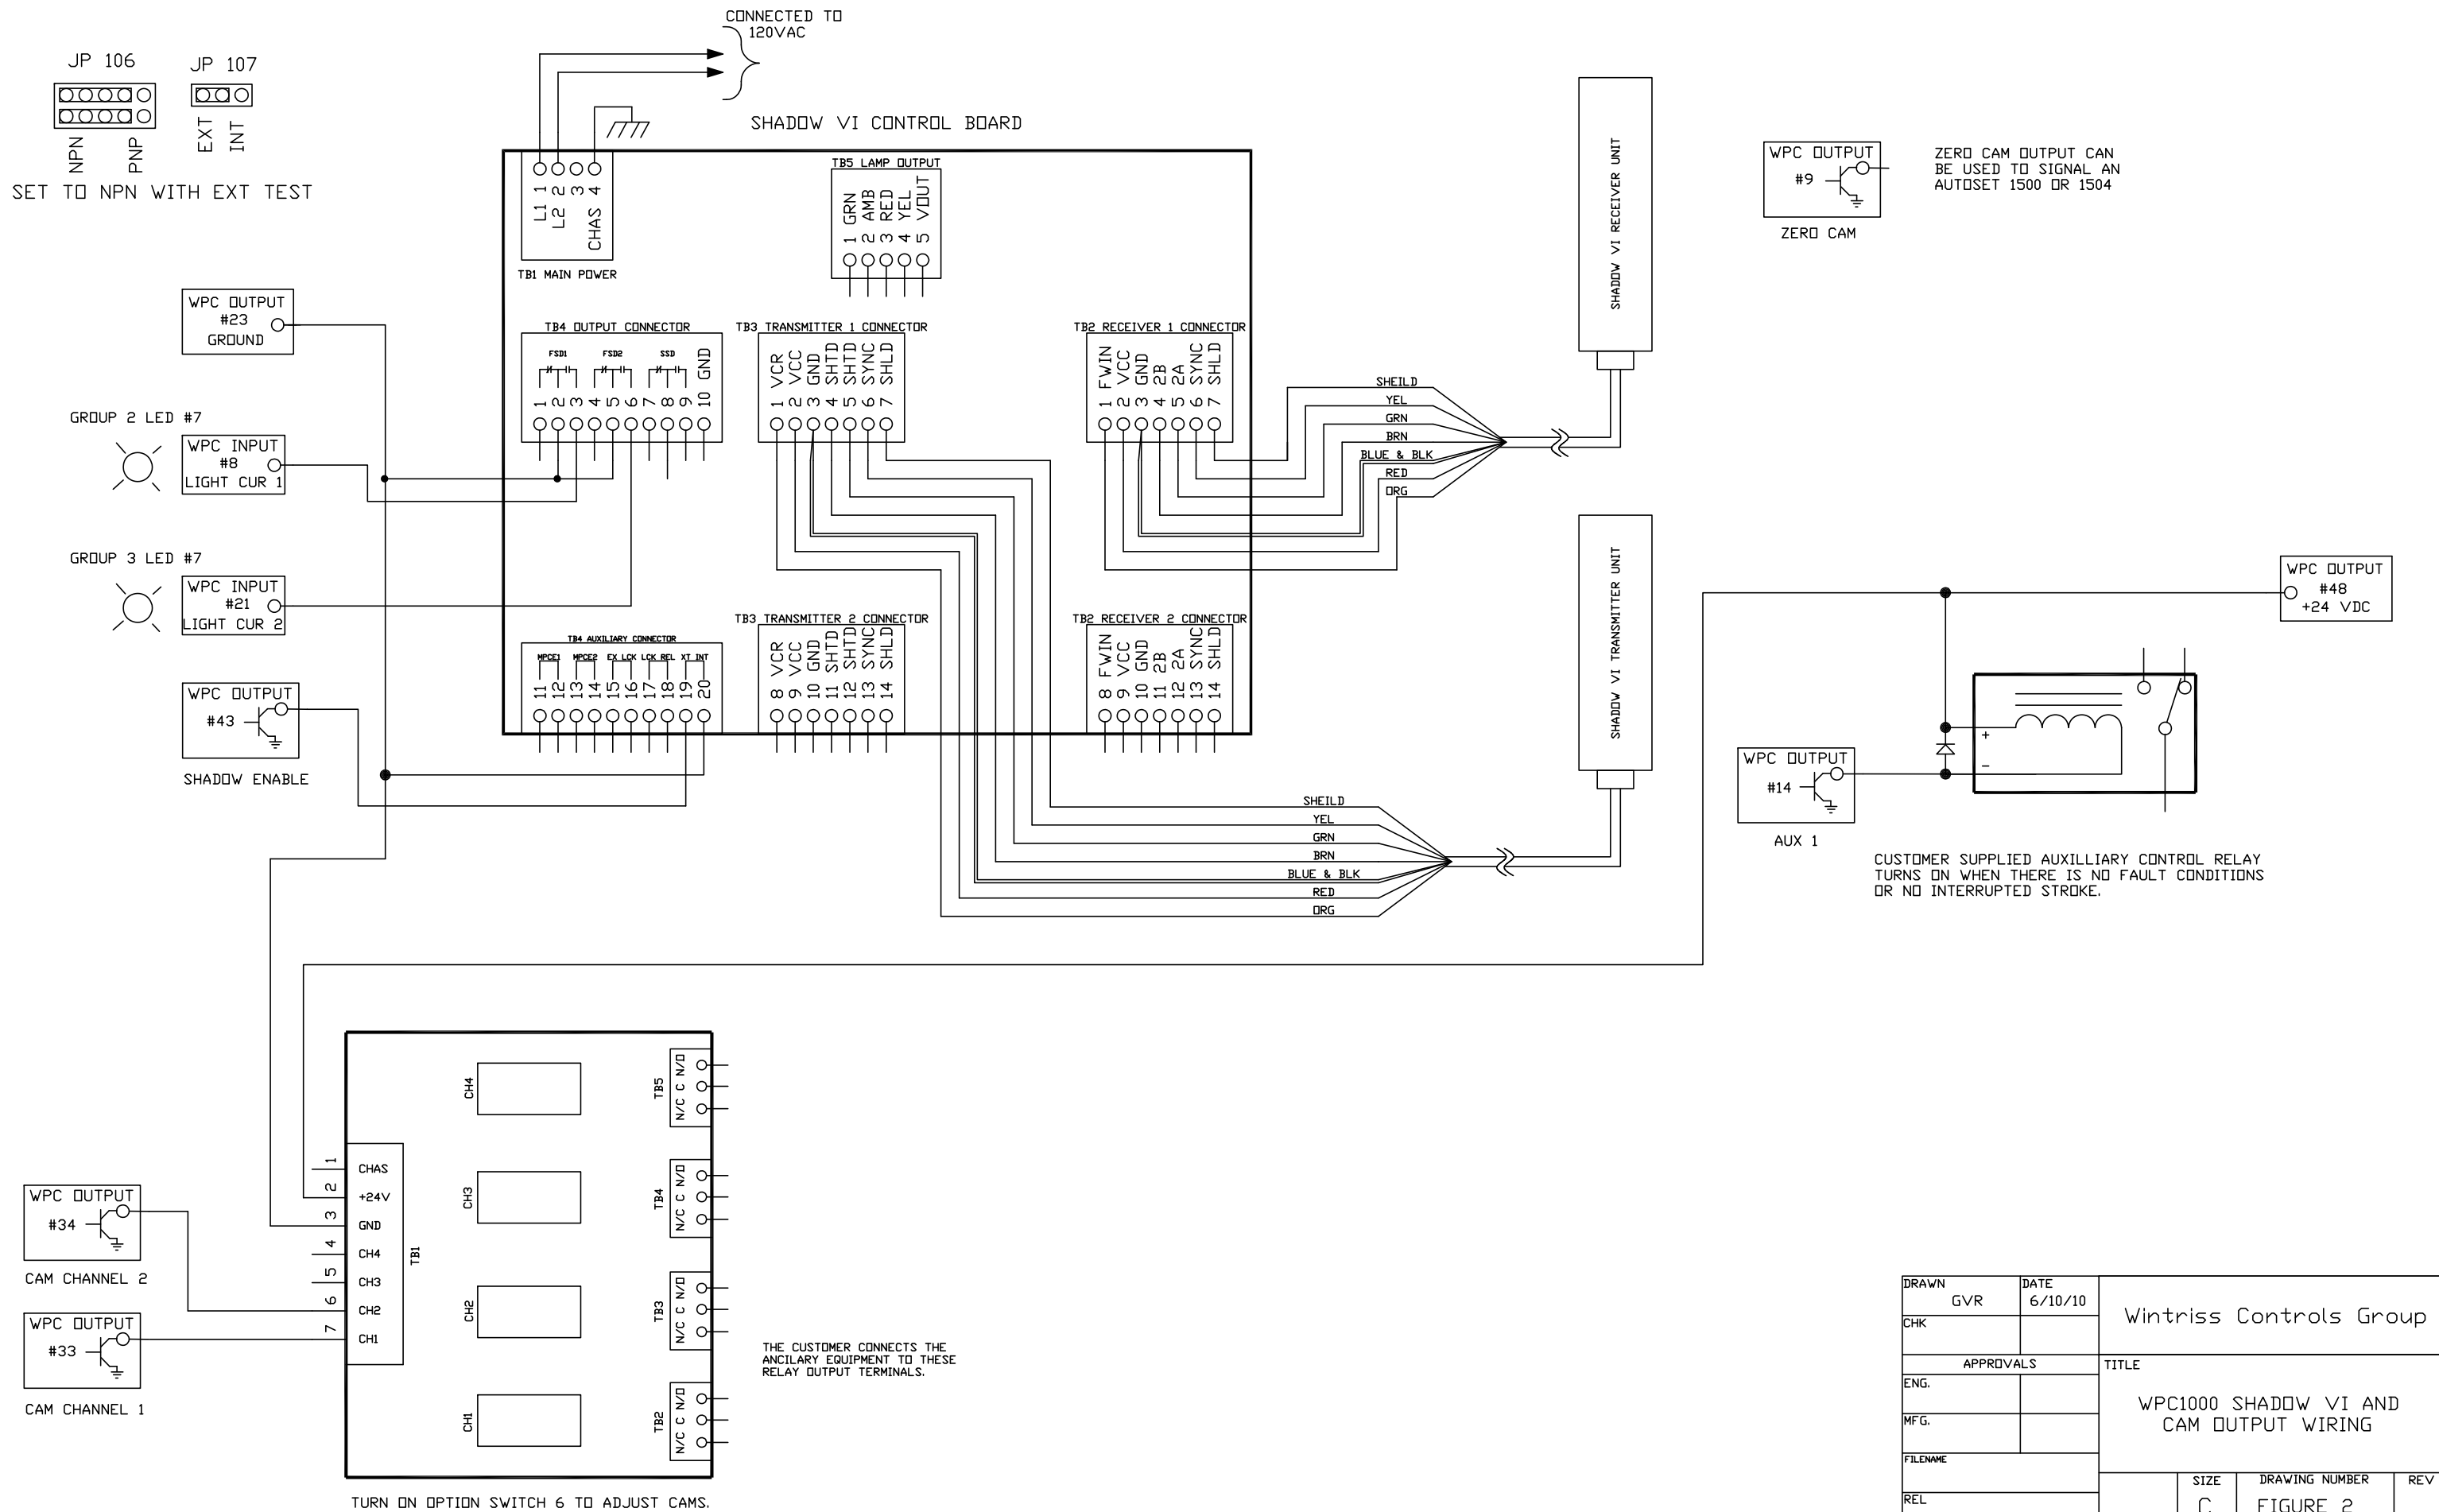 CONNECTED TO
120VAC
JP 106
JP 107
NPN
PNP
EXT
INT
SET TO NPN WITH EXT TEST
SHADOW VI CONTROL BOARD
L1 1
L2 2
3
CHAS 4
TB1 MAIN POWER
TB5 LAMP OUTPUT
1 GRN
2 AMB
3 RED
4 YEL
5 VOUT
SHADOW VI RECEIVER UNIT
WPC OUTPUT
#9
ZERO CAM
ZERO CAM OUTPUT CAN
BE USED TO SIGNAL AN
AUTOSET 1500 OR 1504
WPC OUTPUT
#23
GROUND
TB4 OUTPUT CONNECTOR
FSD1
FSD2
SSD
1
2
3
4
5
6
7
8
9
10 GND
TB3 TRANSMITTER 1 CONNECTOR
1 VCR
2 VCC
3 GND
4 SHTD
5 SHTD
6 SYNC
7 SHLD
TB2 RECEIVER 1 CONNECTOR
1 FWIN
2 VCC
3 GND
4 2B
5 2A
6 SYNC
7 SHLD
SHEILD
YEL
GRN
BRN
BLUE & BLK
RED
ORG
GROUP 2 LED #7
WPC INPUT
#8
LIGHT CUR 1
GROUP 3 LED #7
WPC INPUT
#21
LIGHT CUR 2
TB4 AUXILIARY CONNECTOR
MPCE1
MPCE2
EX LCK
LCK REL
XT INT
11
12
13
14
15
16
17
18
19
20
TB3 TRANSMITTER 2 CONNECTOR
8 VCR
9 VCC
10 GND
11 SHTD
12 SHTD
13 SYNC
14 SHLD
TB2 RECEIVER 2 CONNECTOR
8 FWIN
9 VCC
10 GND
11 2B
12 2A
13 SYNC
14 SHLD
SHADOW VI TRANSMITTER UNIT
WPC OUTPUT
#48
+24 VDC
WPC OUTPUT
#43
SHADOW ENABLE
+
−
WPC OUTPUT
#14
AUX 1
SHEILD
YEL
GRN
BRN
BLUE & BLK
RED
ORG
CUSTOMER SUPPLIED AUXILLIARY CONTROL RELAY
TURNS ON WHEN THERE IS NO FAULT CONDITIONS
OR NO INTERRUPTED STROKE.
CH4
CH3
CH2
CH1
TB5
N/C C N/O
TB4
N/C C N/O
TB3
N/C C N/O
TB2
N/C C N/O
1 CHAS
2 +24V
3 GND
4 CH4
5 CH3
6 CH2
7 CH1
TB1
WPC OUTPUT
#34
CAM CHANNEL 2
WPC OUTPUT
#33
CAM CHANNEL 1
THE CUSTOMER CONNECTS THE
ANCILARY EQUIPMENT TO THESE
RELAY OUTPUT TERMINALS.
TURN ON OPTION SWITCH 6 TO ADJUST CAMS.
DRAWN
GVR
DATE
6/10/10
CHK
APPROVALS
ENG.
MFG.
FILENAME
REL
Wintriss Controls Group
TITLE
WPC1000 SHADOW VI AND
CAM OUTPUT WIRING
SIZE
C
DRAWING NUMBER
FIGURE 2
REV